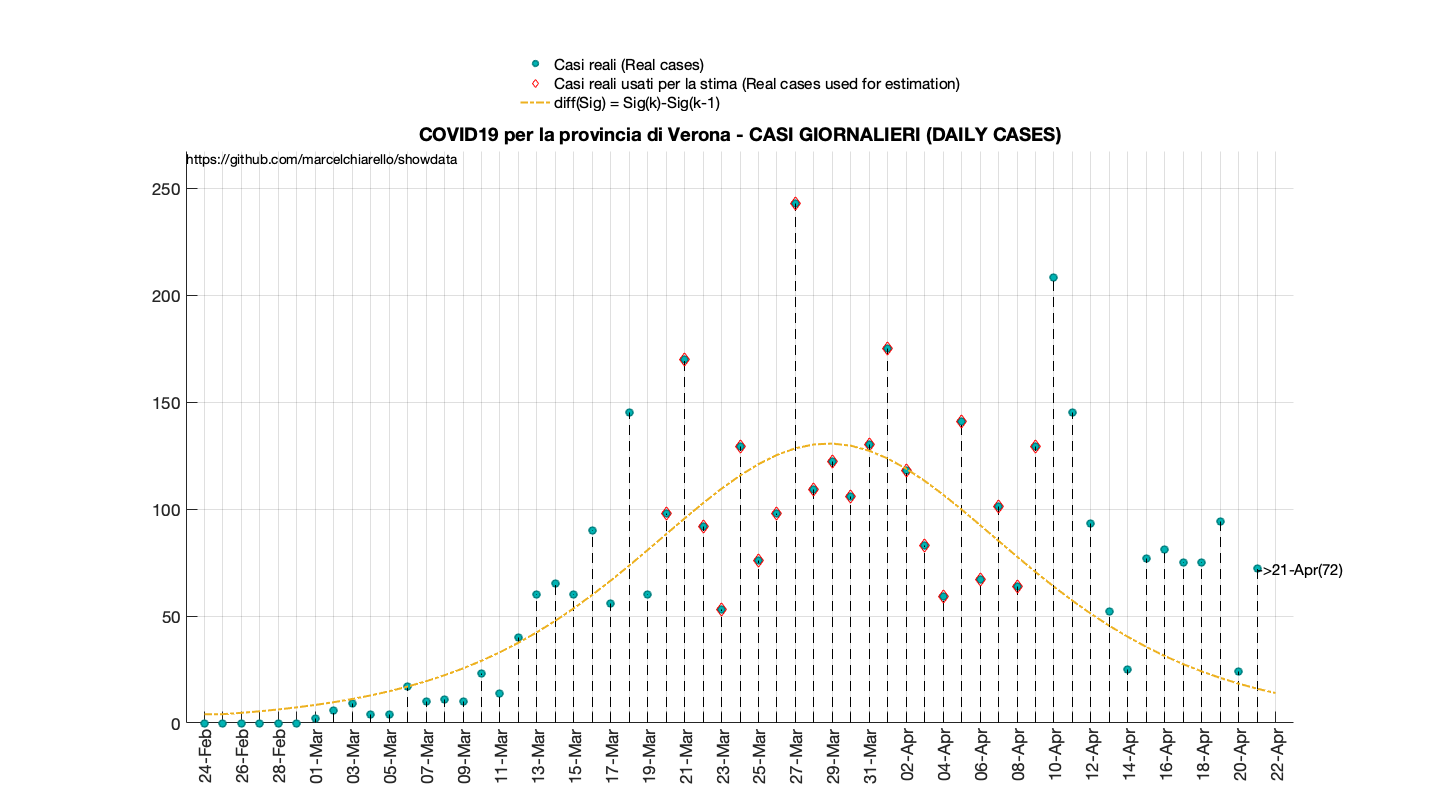 Casi reali (Real cases)
Casi reali usati per la stima (Real cases used for estimation)
diff(Sig) = Sig(k)-Sig(k-1)
COVID19 per la provincia di Verona - CASI GIORNALIERI (DAILY CASES)
https://github.com/marcelchiarello/showdata
250
200
150
100
50
0
->21-Apr(72)
24-Feb
26-Feb
28-Feb
01-Mar
03-Mar
05-Mar
07-Mar
09-Mar
11-Mar
13-Mar
15-Mar
17-Mar
19-Mar
21-Mar
23-Mar
25-Mar
27-Mar
29-Mar
31-Mar
02-Apr
04-Apr
06-Apr
08-Apr
10-Apr
12-Apr
14-Apr
16-Apr
18-Apr
20-Apr
22-Apr